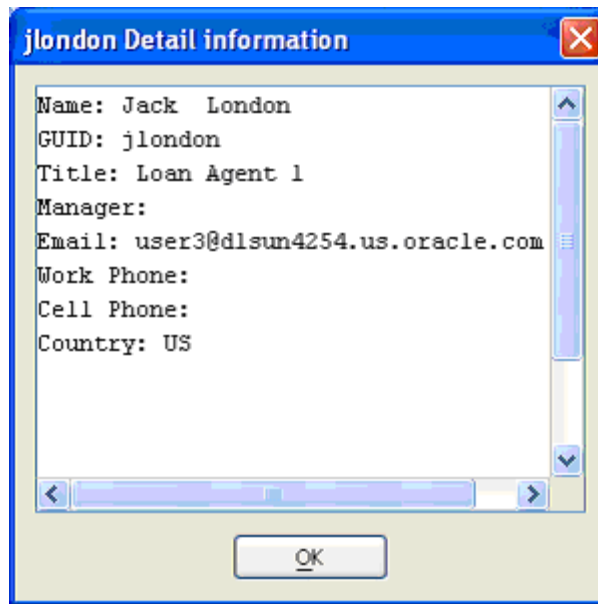 jlondon Detail information
Name: Jack  London
GUID: jlondon
Title: Loan Agent 1
Manager:
Email: user3@dlsun4254.us.oracle.com
Work Phone:
Cell Phone:
Country: US
OK